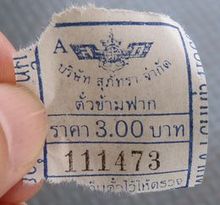 A
บริษัท สุภัทรา จำกัด
ตั๋วข้ามฟาก
ราคา 3.00 บาท
111473